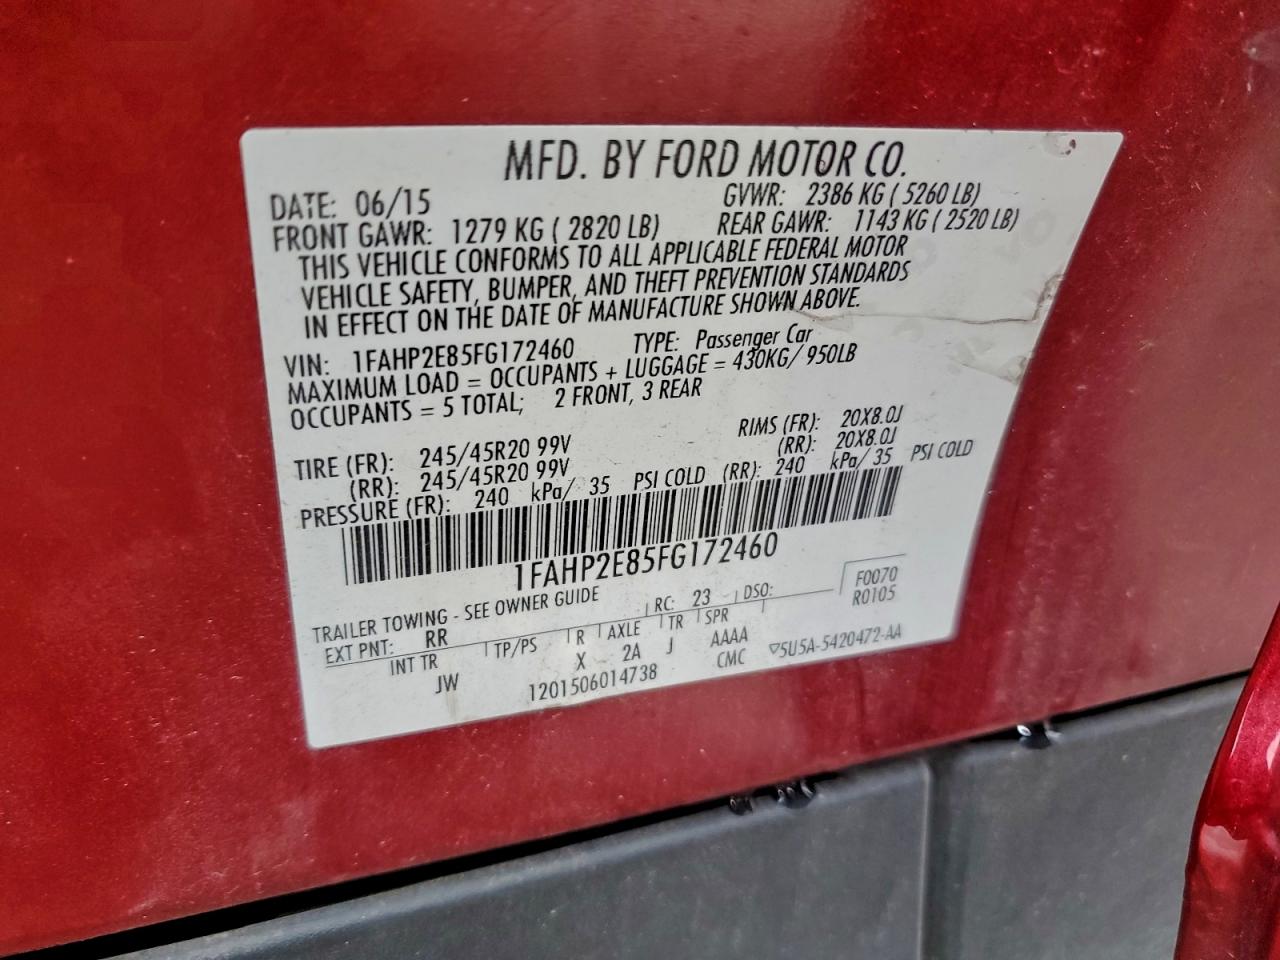 MFD. BY FORD MOTOR CO.
DATE: 06/15 GVWR: 2386 KG ( 5260 LB)
FRONT GAWR: 1279 KG ( 2820 LB) REAR GAWR: 1143 KG ( 2520 LB)
THIS VEHICLE CONFORMS TO ALL APPLICABLE FEDERAL MOTOR
VEHICLE SAFETY, BUMPER, AND THEFT PREVENTION STANDARDS
IN EFFECT ON THE DATE OF MANUFACTURE SHOWN ABOVE.
VIN: 1FAHP2E85FG172460 TYPE: Passenger Car
MAXIMUM LOAD = OCCUPANTS + LUGGAGE = 430KG/ 950LB
OCCUPANTS = 5 TOTAL; 2 FRONT, 3 REAR
TIRE (FR): 245/45R20 99V RIMS (FR): 20X8.0J
(RR): 245/45R20 99V (RR): 20X8.0J
PRESSURE (FR): 240 kPa/ 35 PSI COLD (RR): 240 kPa/ 35 PSI COLD
1FAHP2E85FG172460
TRAILER TOWING - SEE OWNER GUIDE
EXT PNT: RR RC: 23 DSO: F0070
R0105
INT TR TP/PS R AXLE TR SPR
JW X 2A J AAAA
1201506014738 CMC ▽5U5A-5420472-AA